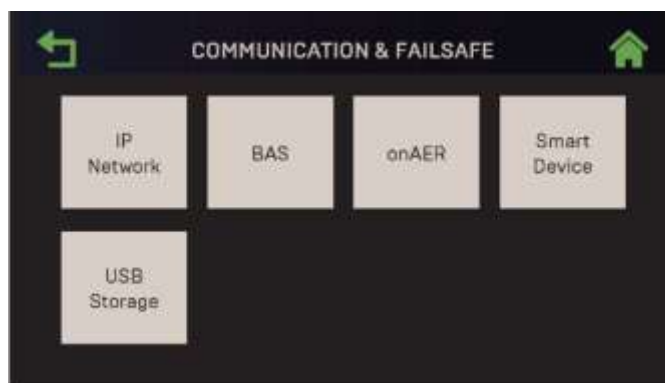 COMMUNICATION & FAILSAFE
IP
Network
BAS
onAER
Smart
Device
USB
Storage